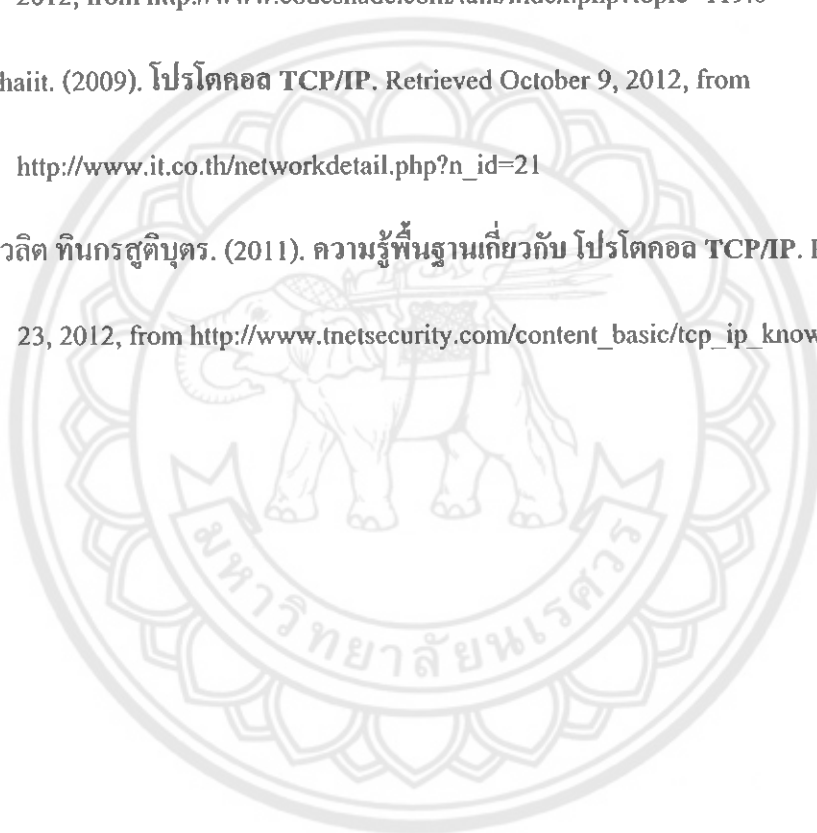 2012, from
haiit. (2009). โปรโตคอล TCP/IP. Retrieved October 9, 2012, from
http://www.it.co.th/networkdetail.php?n_id=21
วลิต ทินกรสูติบุตร. (2011). ความรู้พื้นฐานเกี่ยวกับ โปรโตคอล TCP/IP.
23, 2012, from http://www.tnetsecurity.com/content_basic/tcp_ip_know
มหาวิทยาลัยนเรศวร